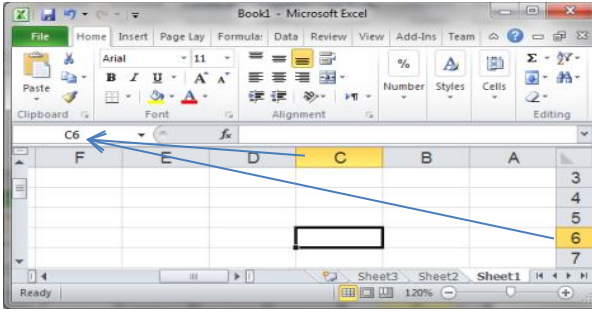 Book1 - Microsoft Excel
File Home Insert Page Lay Formulas Data Review View Add-Ins Team
Arial 11
% 
Paste B I U A A Number Styles Cells
Clipboard Font Alignment Editing
C6 fx
F E D C B A
3
4
5
6
7
Sheet3 Sheet2 Sheet1
Ready 120%